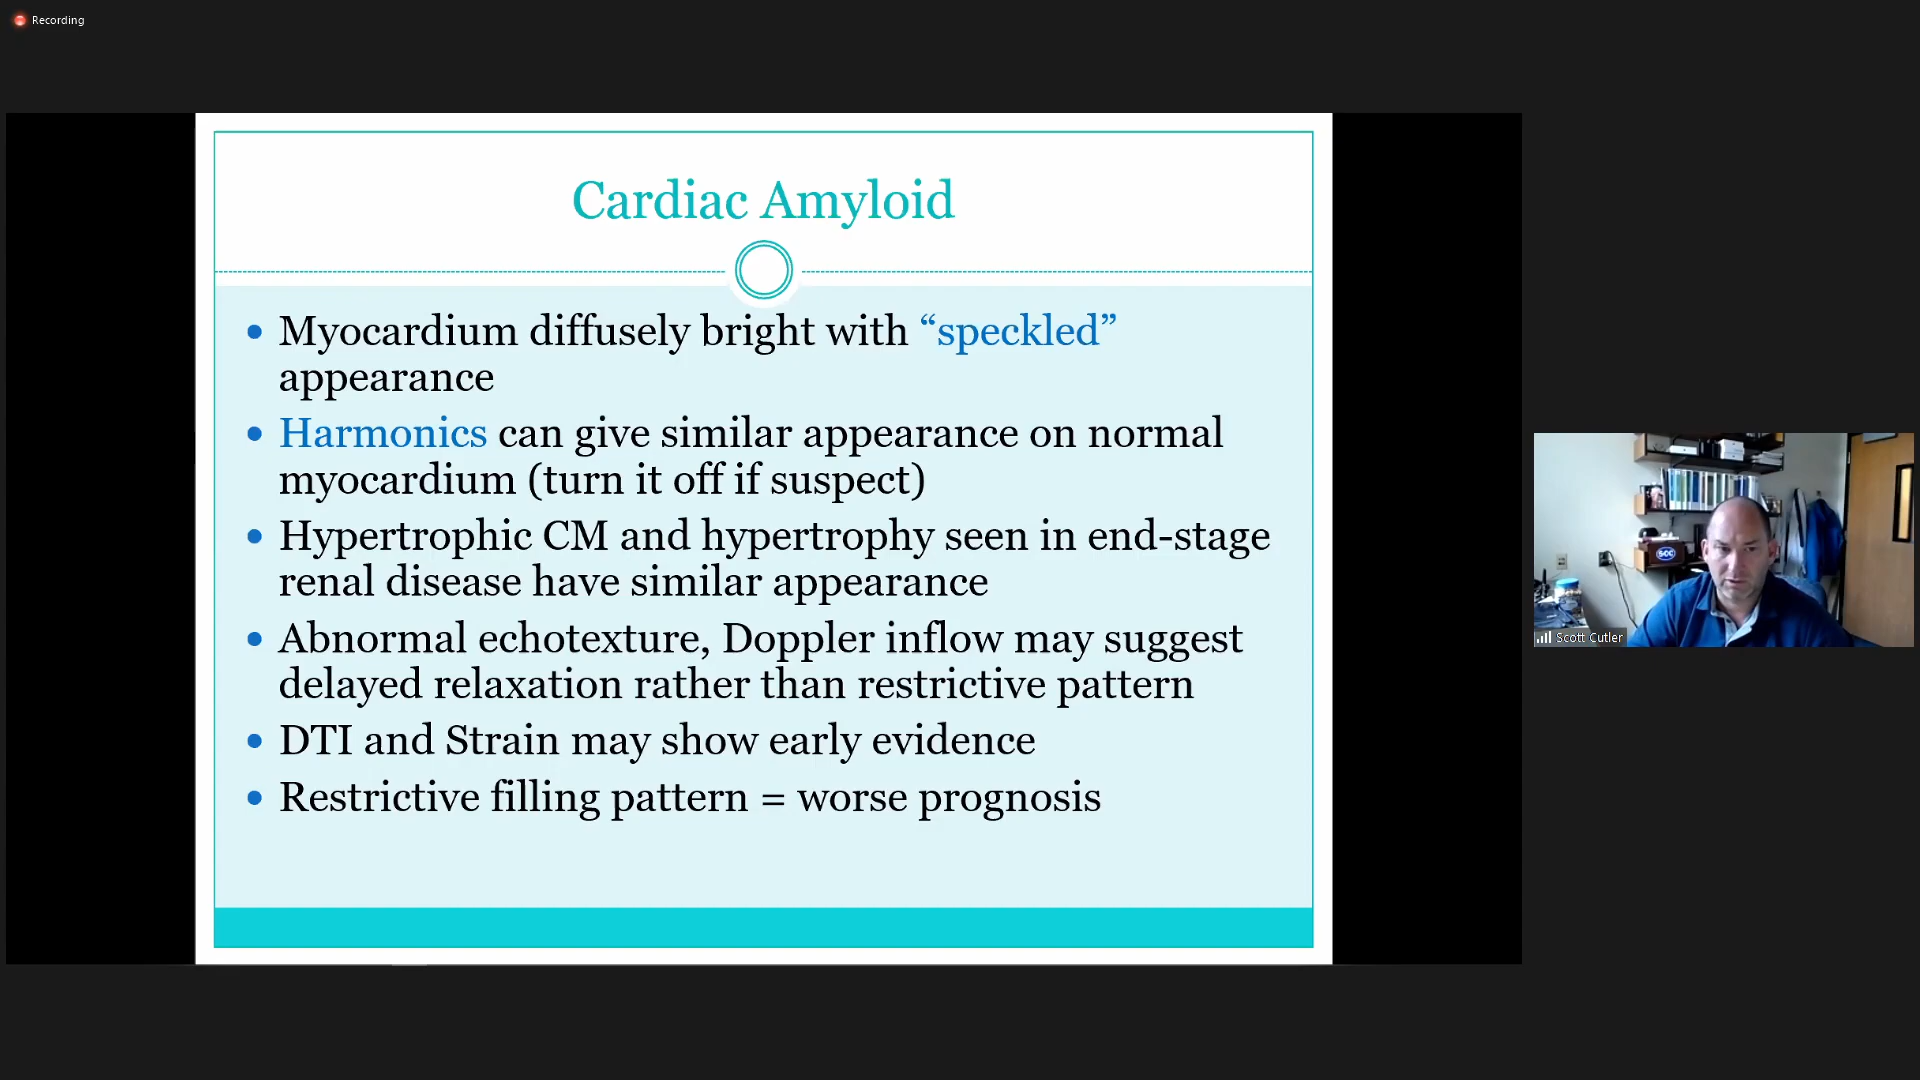 Recording
Cardiac Amyloid
• Myocardium diffusely bright with “speckled”
appearance
• Harmonics can give similar appearance on normal
myocardium (turn it off if suspect)
• Hypertrophic CM and hypertrophy seen in end-stage
renal disease have similar appearance
• Abnormal echotexture, Doppler inflow may suggest
delayed relaxation rather than restrictive pattern
• DTI and Strain may show early evidence
• Restrictive filling pattern = worse prognosis
SCC
Scott Cutler